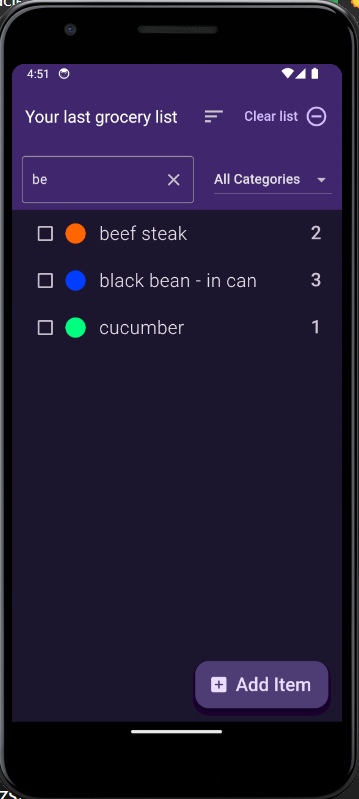 4:51
Your last grocery list
Clear list
be
All Categories
beef steak 2
black bean - in can 3
cucumber 1
Add Item